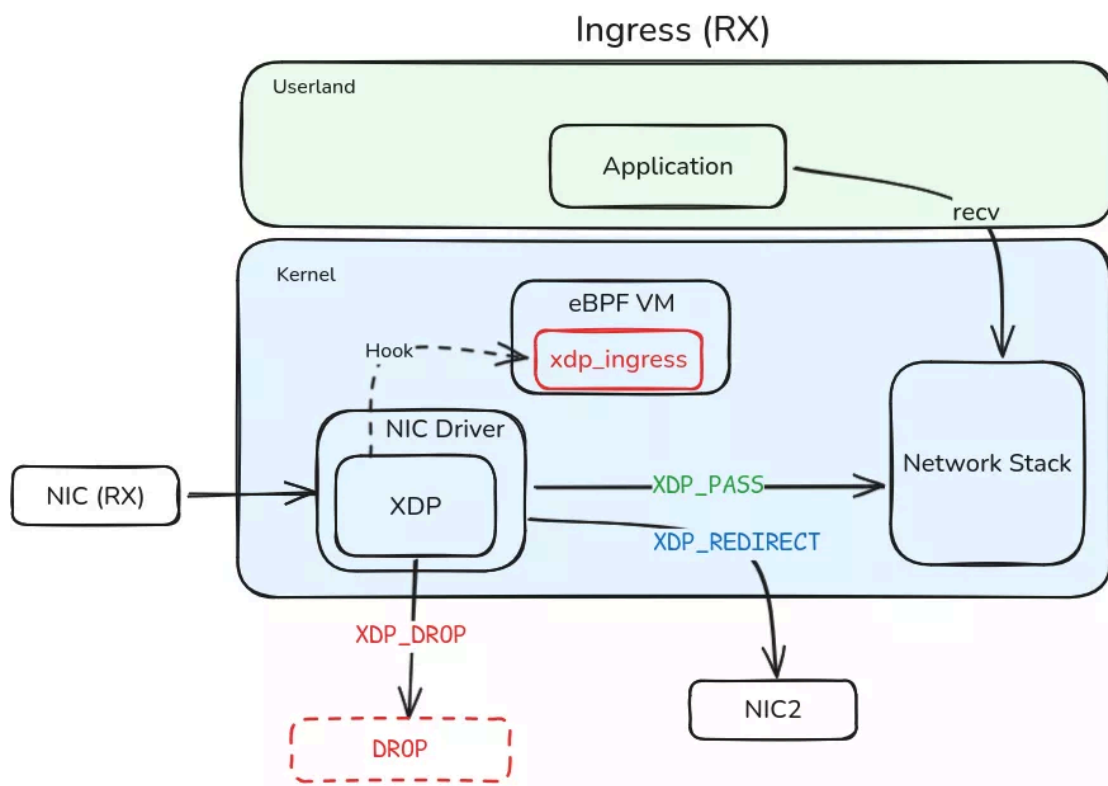 Ingress (RX)
Userland
Application
recv
Kernel
eBPF VM
xdp_ingress
Hook
NIC Driver
XDP
NIC (RX)
XDP_PASS
Network Stack
XDP_REDIRECT
XDP_DROP
NIC2
DROP